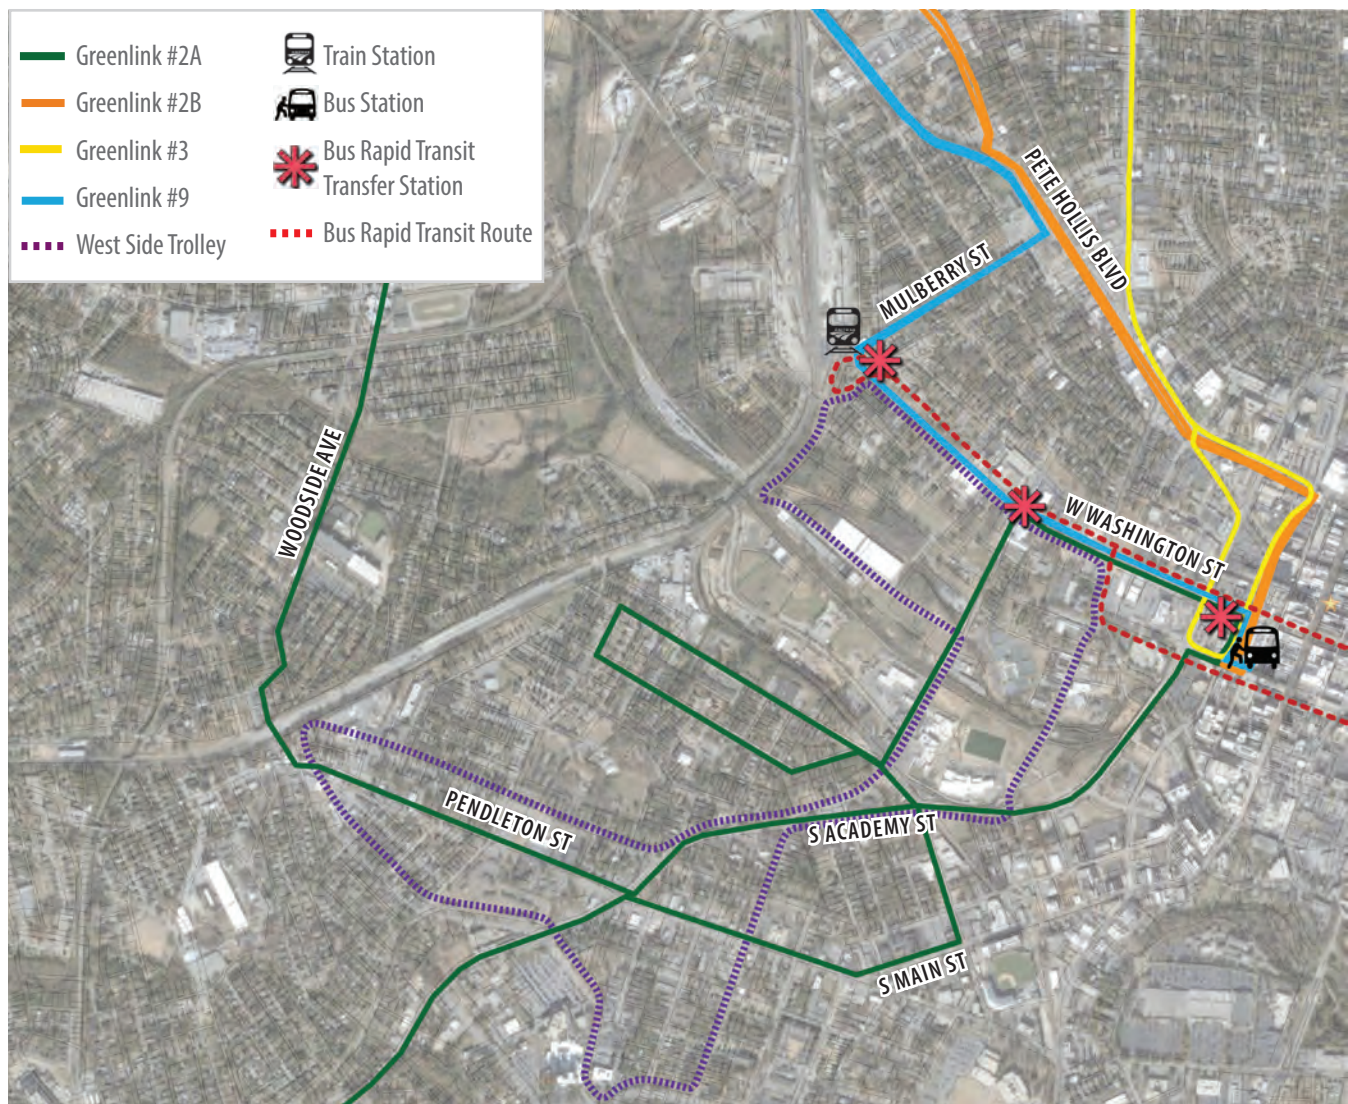 Greenlink #2A
Greenlink #2B
Greenlink #3
Greenlink #9
West Side Trolley
Train Station
Bus Station
Bus Rapid Transit
Transfer Station
Bus Rapid Transit Route
PETE HOLLIS BLVD
MULBERRY ST
WOODSIDE AVE
W WASHINGTON ST
PENDLETON ST
S ACADEMY ST
S MAIN ST